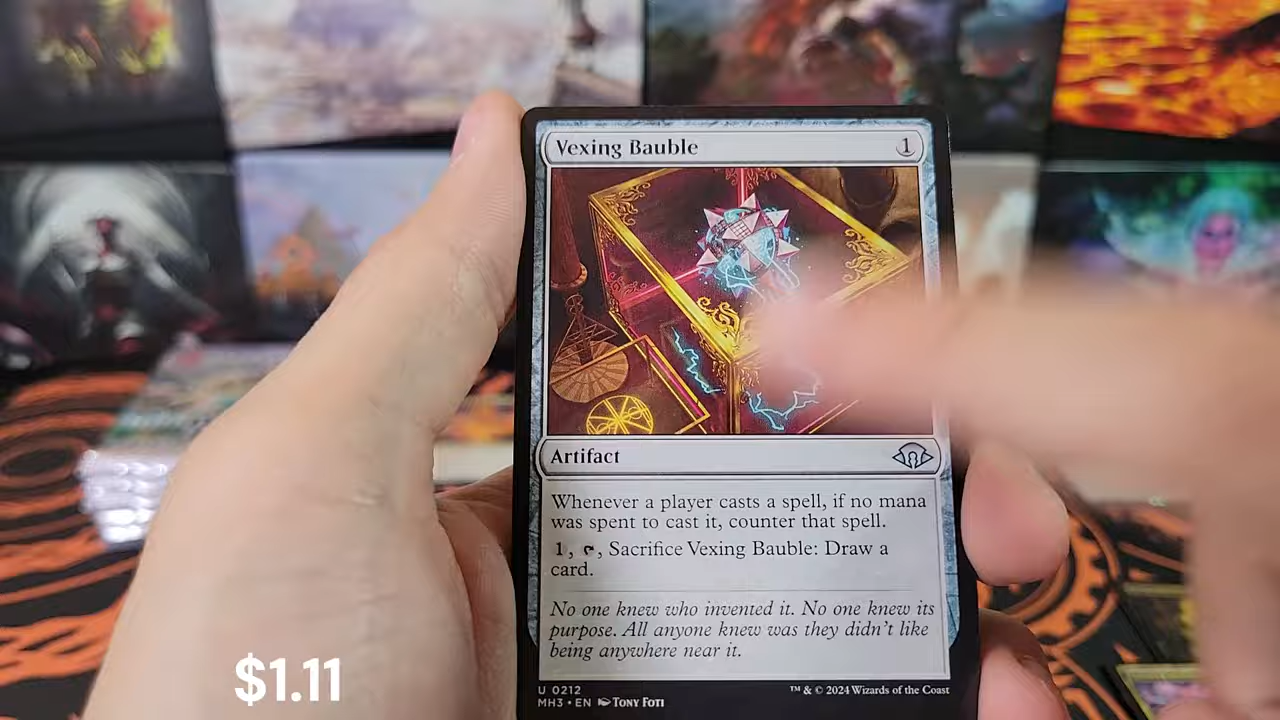 Vexing Bauble 1
Artifact
Whenever a player casts a spell, if no mana
was spent to cast it, counter that spell.
1, , Sacrifice Vexing Bauble: Draw a
card.
No one knew who invented it. No one knew its
purpose. All anyone knew was they didn't like
being anywhere near it.
$1.11
U 0212
MH3 • EN Tony Foti
™ & © 2024 Wizards of the Coast